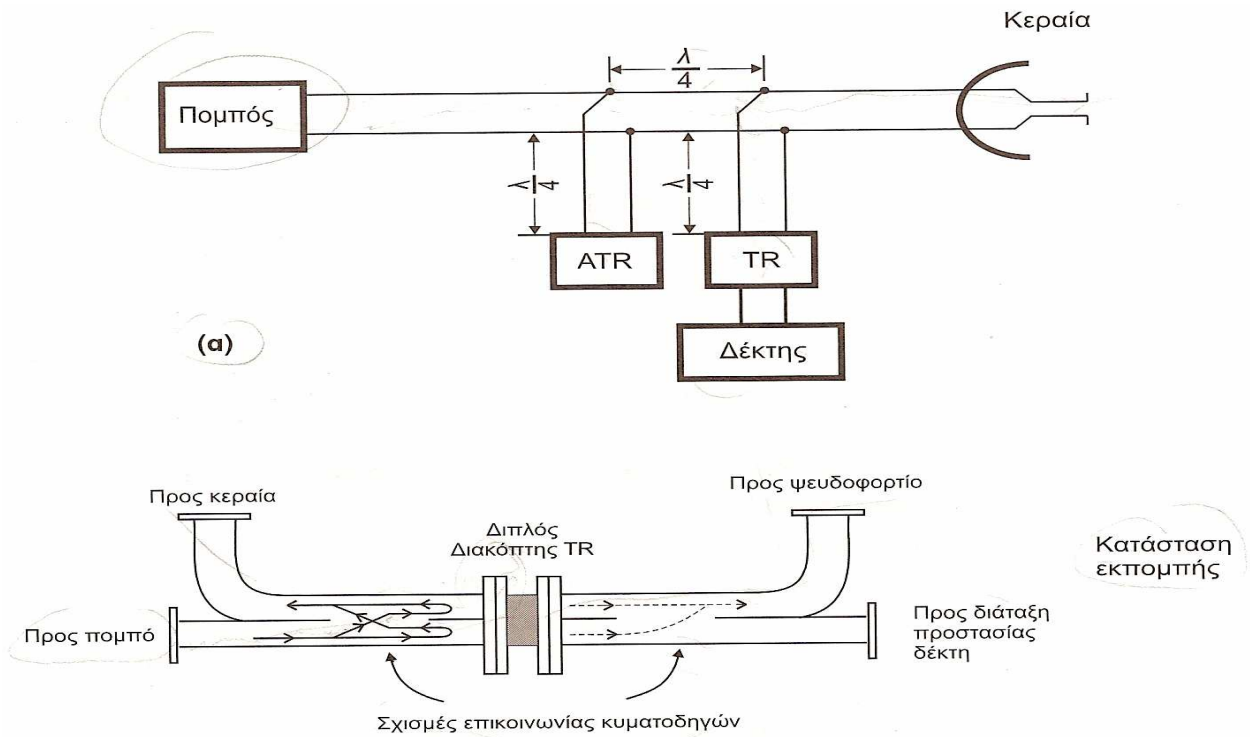 Κεραία
λ
4
Πομπός
λ
4
λ
4
ATR
TR
Δέκτης
(α)
Προς κεραία
Προς ψευδοφορτίο
Διπλός
Διακόπτης TR
Κατάσταση
εκπομπής
Προς πομπό
Προς διάταξη
προστασίας
δέκτη
Σχισμές επικοινωνίας κυματοδηγών